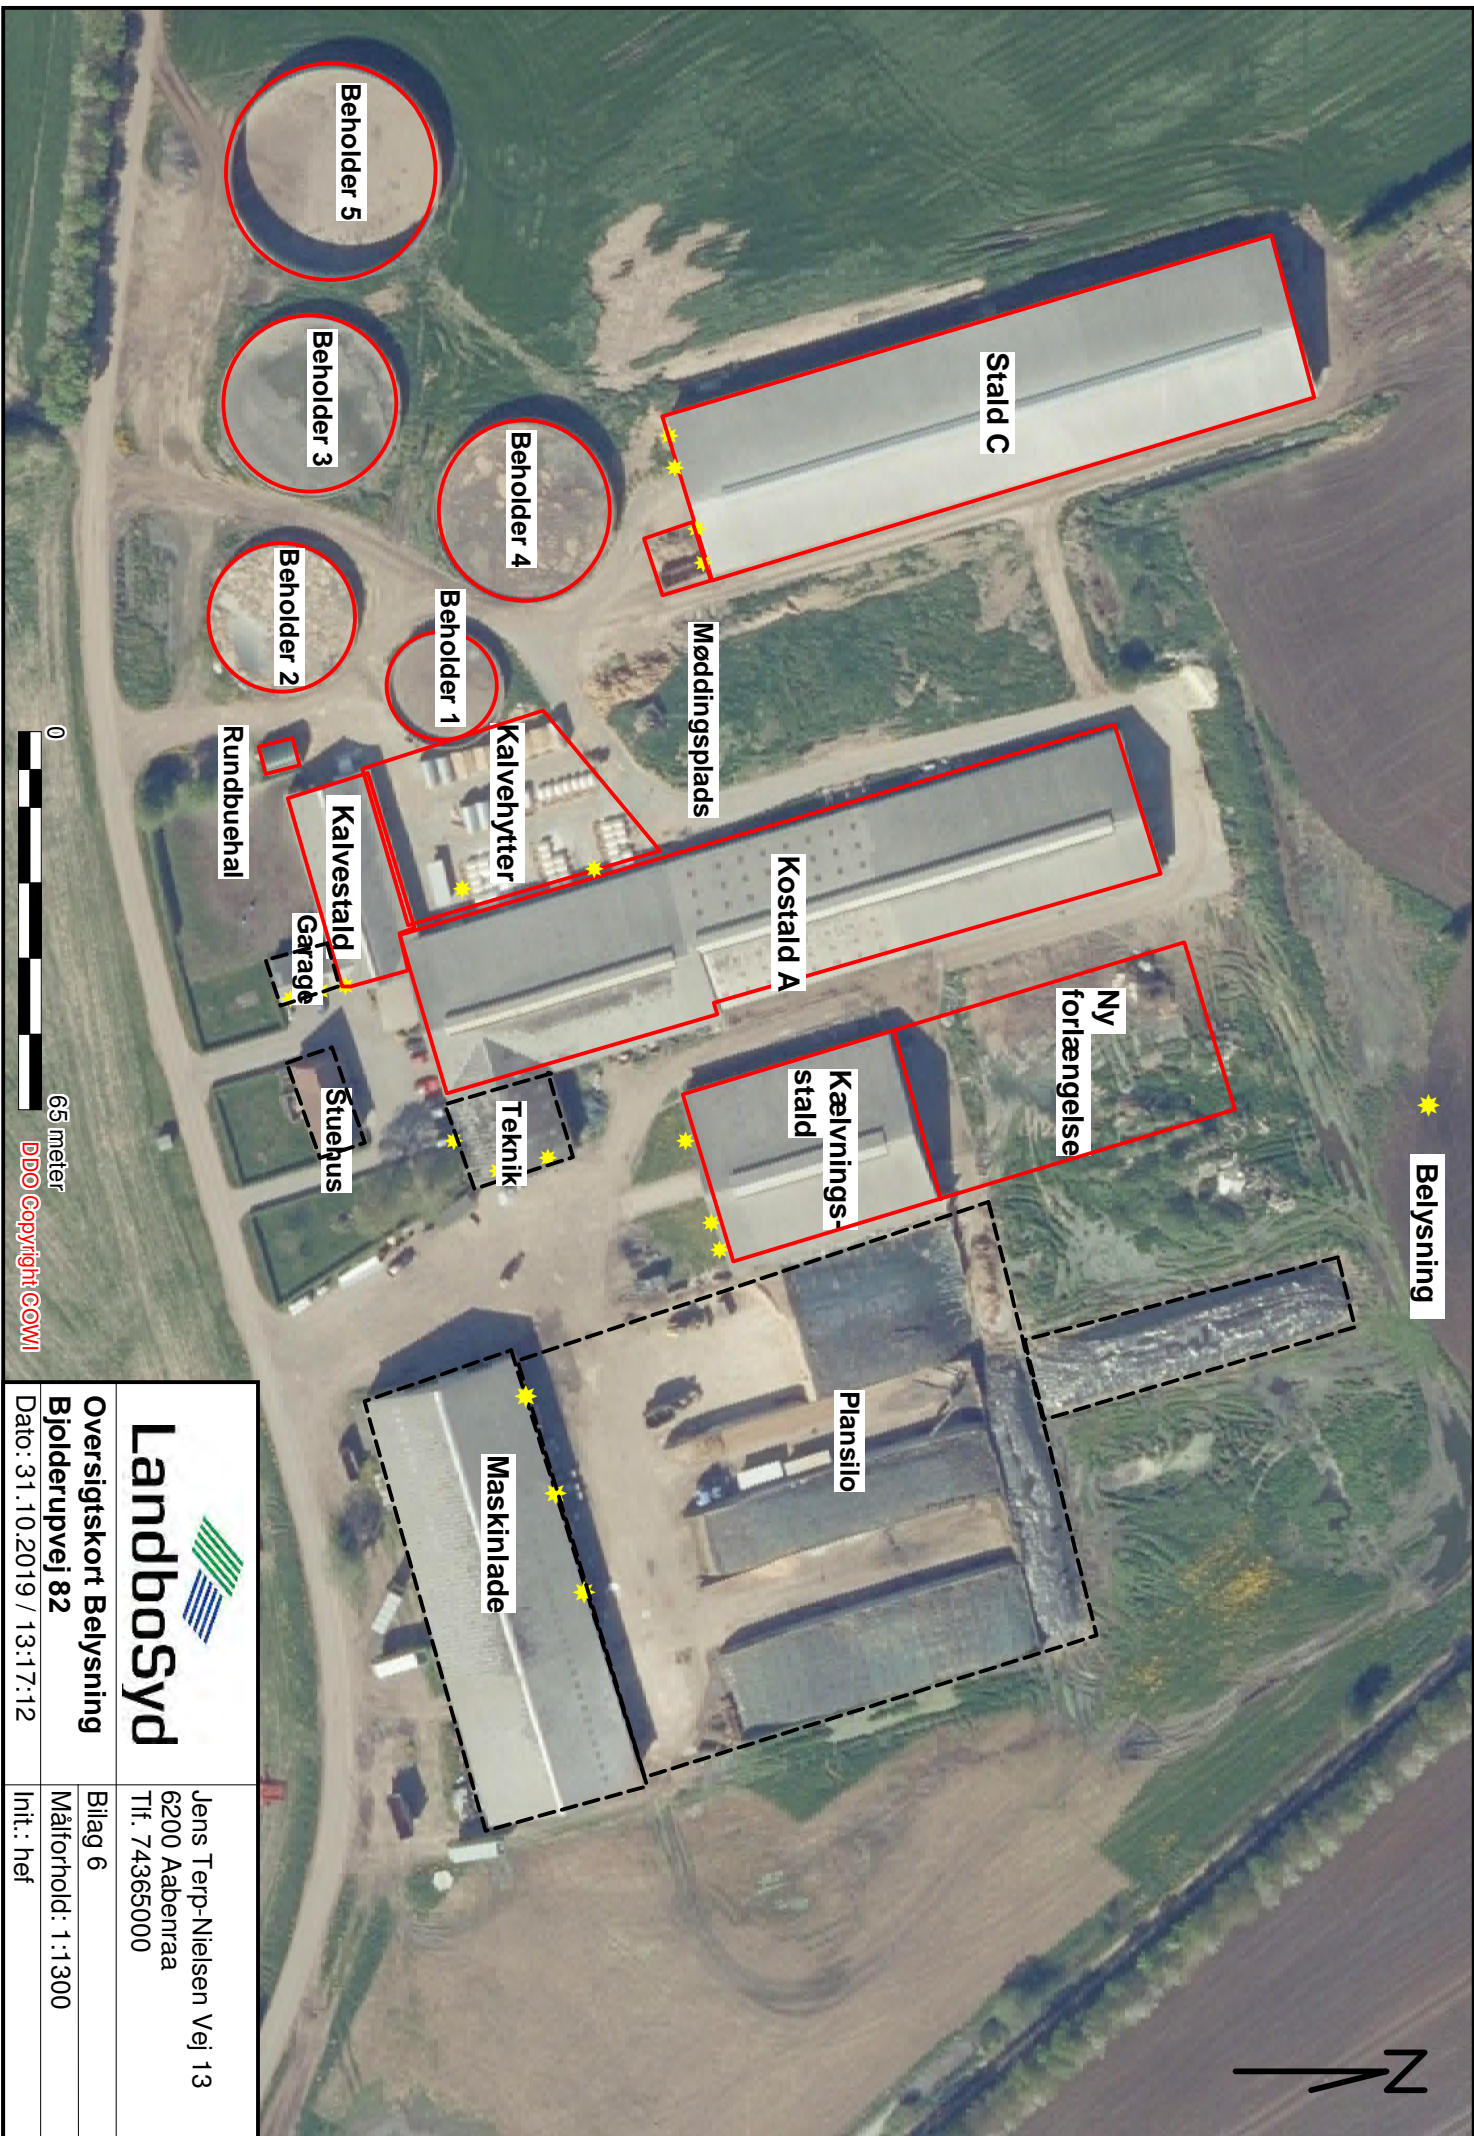 Belysning
Stald C
Ny
forlængelse
Kælvnings-
stald
Kostald A
Plansilo
Møddingsplads
Beholder 4
Kalvehytter
Teknik
Maskinlade
Beholder 1
Beholder 5
Beholder 3
Beholder 2
Kalvestald
Garage
Stuehus
Rundbuehal
N
0
65 meter
DDO Copyright COWI
LandboSyd
Jens Terp-Nielsen Vej 13
6200 Aabenraa
Tlf. 74365000
Oversigtskort Belysning
Bjolderupvej 82
Bilag 6
Målforhold: 1:1300
Dato: 31.10.2019 / 13:17:12
Init.: hef